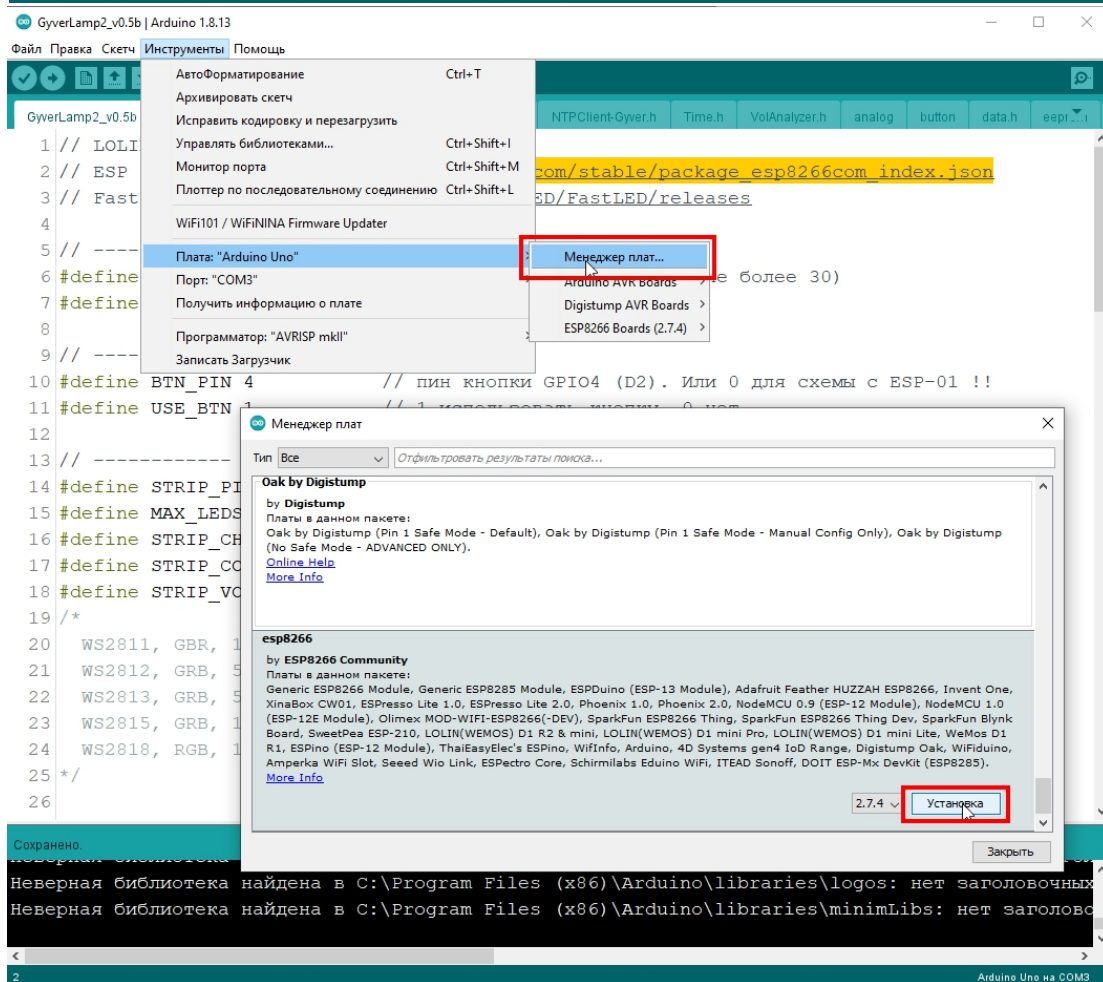 GyverLamp2_v0.5b | Arduino 1.8.13
Файл Правка Скетч Инструменты Помощь
АвтоФорматирование Ctrl+T
Архивировать скетч
Исправить кодировку и перезагрузить
Управлять библиотеками... Ctrl+Shift+I
Монитор порта Ctrl+Shift+M
Плоттер по последовательному соединению Ctrl+Shift+L
WiFi101 / WiFiNINA Firmware Updater
Плата: "Arduino Uno"
Порт: "COM3"
Получить информацию о плате
Программатор: "AVRISP mkII"
Записать Загрузчик
Менеджер плат...
Arduino AVR Boards
Digistump AVR Boards
ESP8266 Boards (2.7.4)
GyverLamp2_v0.5b NTPClient-Gyver.h Time.h VolAnalyzer.h analog button data.h
1 // LOLI
2 // ESP com/stable/package_esp8266com_index.json
3 // Fast ED/FastLED/releases
4
5 // ----
6 #define е более 30)
7 #define
8
9 // ----
10 #define BTN_PIN 4 // пин кнопки GPIO4 (D2). Или 0 для схемы с ESP-01 !!
11 #define USE_BTN 1 // 1 использовать кнопку, 0 нет
12
13 // ------------
14 #define STRIP_PI
15 #define MAX_LEDS
16 #define STRIP_CH
17 #define STRIP_CO
18 #define STRIP_VO
19 /*
20 WS2811, GBR, 1
21 WS2812, GRB, 5
22 WS2813, GRB, 5
23 WS2815, GRB, 1
24 WS2818, RGB, 1
25 */
26
Менеджер плат
Тип Все Отфильтровать результаты поиска...
Oak by Digistump
by Digistump
Платы в данном пакете:
Oak by Digistump (Pin 1 Safe Mode - Default), Oak by Digistump (Pin 1 Safe Mode - Manual Config Only), Oak by Digistump
(No Safe Mode - ADVANCED ONLY).
Online Help
More Info
esp8266
by ESP8266 Community
Платы в данном пакете:
Generic ESP8266 Module, Generic ESP8285 Module, ESPDuino (ESP-13 Module), Adafruit Feather HUZZAH ESP8266, Invent One,
XinaBox CW01, ESPresso Lite 1.0, ESPresso Lite 2.0, Phoenix 1.0, Phoenix 2.0, NodeMCU 0.9 (ESP-12 Module), NodeMCU 1.0
(ESP-12E Module), Olimex MOD-WIFI-ESP8266(-DEV), SparkFun ESP8266 Thing, SparkFun ESP8266 Thing Dev, SparkFun Blynk
Board, SweetPea ESP-210, LOLIN(WEMOS) D1 R2 & mini, LOLIN(WEMOS) D1 mini Pro, LOLIN(WEMOS) D1 mini Lite, WeMos D1
R1, ESPino (ESP-12 Module), ThaiEasyElec's ESPino, WifInfo, Arduino, 4D Systems gen4 IoD Range, Digistump Oak, WiFiduino,
Amperka WiFi Slot, Seeed Wio Link, ESPectro Core, Schirmilabs Eduino WiFi, ITEAD Sonoff, DOIT ESP-Mx DevKit (ESP8285).
More Info
2.7.4 Установка
Закрыть
Сохранено.
Неверная библиотека найдена в C:\Program Files (x86)\Arduino\libraries\logos: нет заголовочных
Неверная библиотека найдена в C:\Program Files (x86)\Arduino\libraries\minimLibs: нет заголово
2 Arduino Uno на COM3